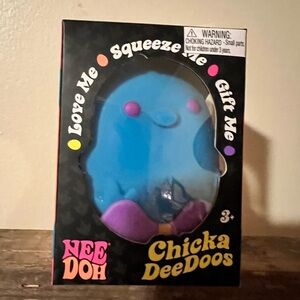 WARNING:
CHOKING HAZARD - Small parts.
Not for children under 3 years.
Love Me
Squeeze Me
Gift Me
3+
NEE
DOH
Chicka
DeeDoos